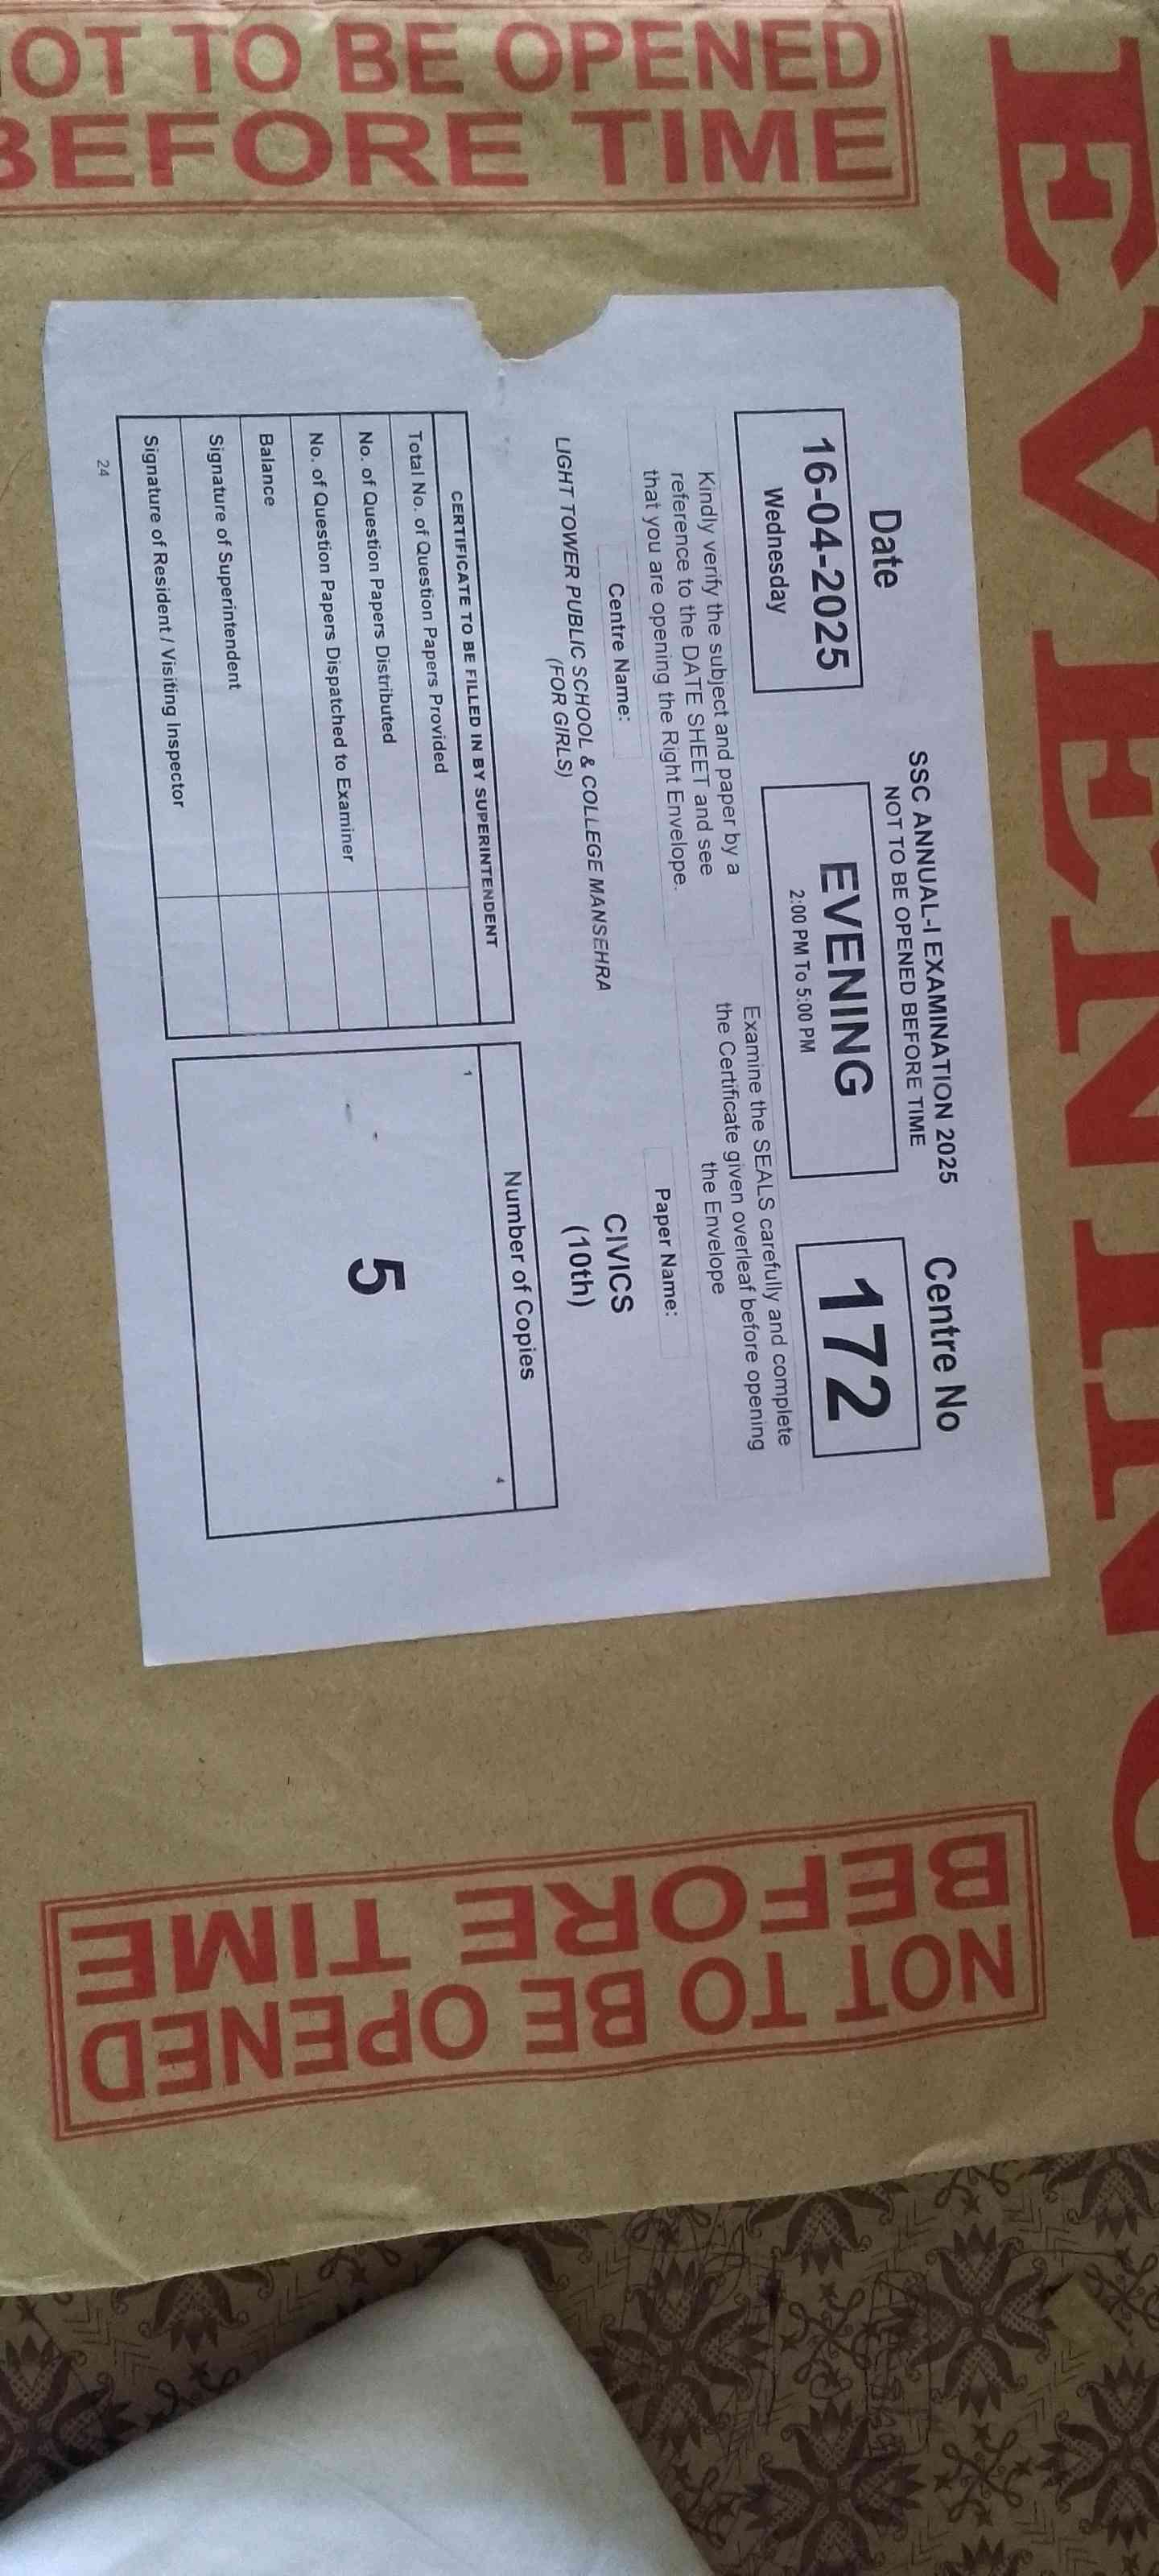 OT TO BE OPENED
BEFORE TIME
EVENING
SSC ANNUAL-I EXAMINATION 2025
NOT TO BE OPENED BEFORE TIME
Date
16-04-2025
Wednesday
EVENING
2:00 PM To 5:00 PM
Centre No
172
Kindly verify the subject and paper by a
reference to the DATE SHEET and see
that you are opening the Right Envelope.
Examine the SEALS carefully and complete
the Certificate given overleaf before opening
the Envelope
Centre Name:
LIGHT TOWER PUBLIC SCHOOL & COLLEGE MANSEHRA
(FOR GIRLS)
Paper Name:
CIVICS
(10th)
CERTIFICATE TO BE FILLED IN BY SUPERINTENDENT
Total No. of Question Papers Provided
No. of Question Papers Distributed
No. of Question Papers Dispatched to Examiner
Balance
Signature of Superintendent
Signature of Resident / Visiting Inspector
24
Number of Copies
1
4
5
NOT TO BE OPENED
BEFORE TIME